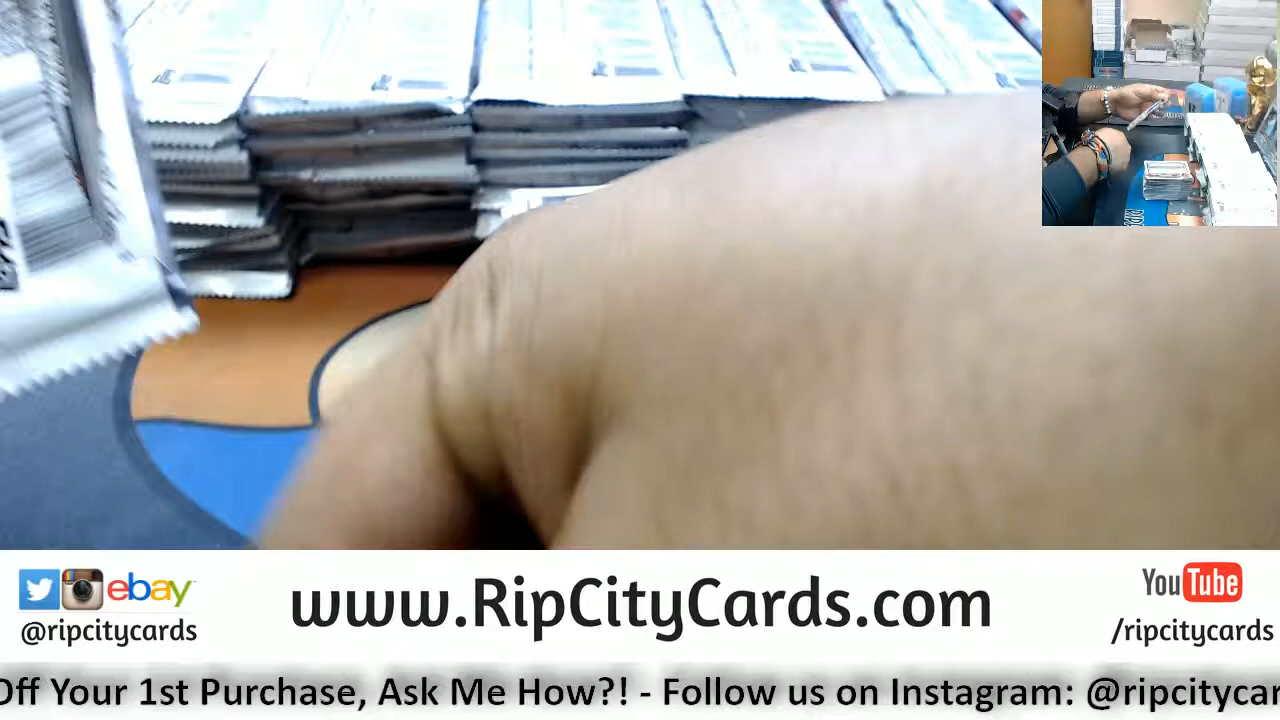 ebay
@ripcitycards
www.RipCityCards.com
YouTube
/ripcitycards
Off Your 1st Purchase, Ask Me How?! - Follow us on Instagram: @ripcitycar